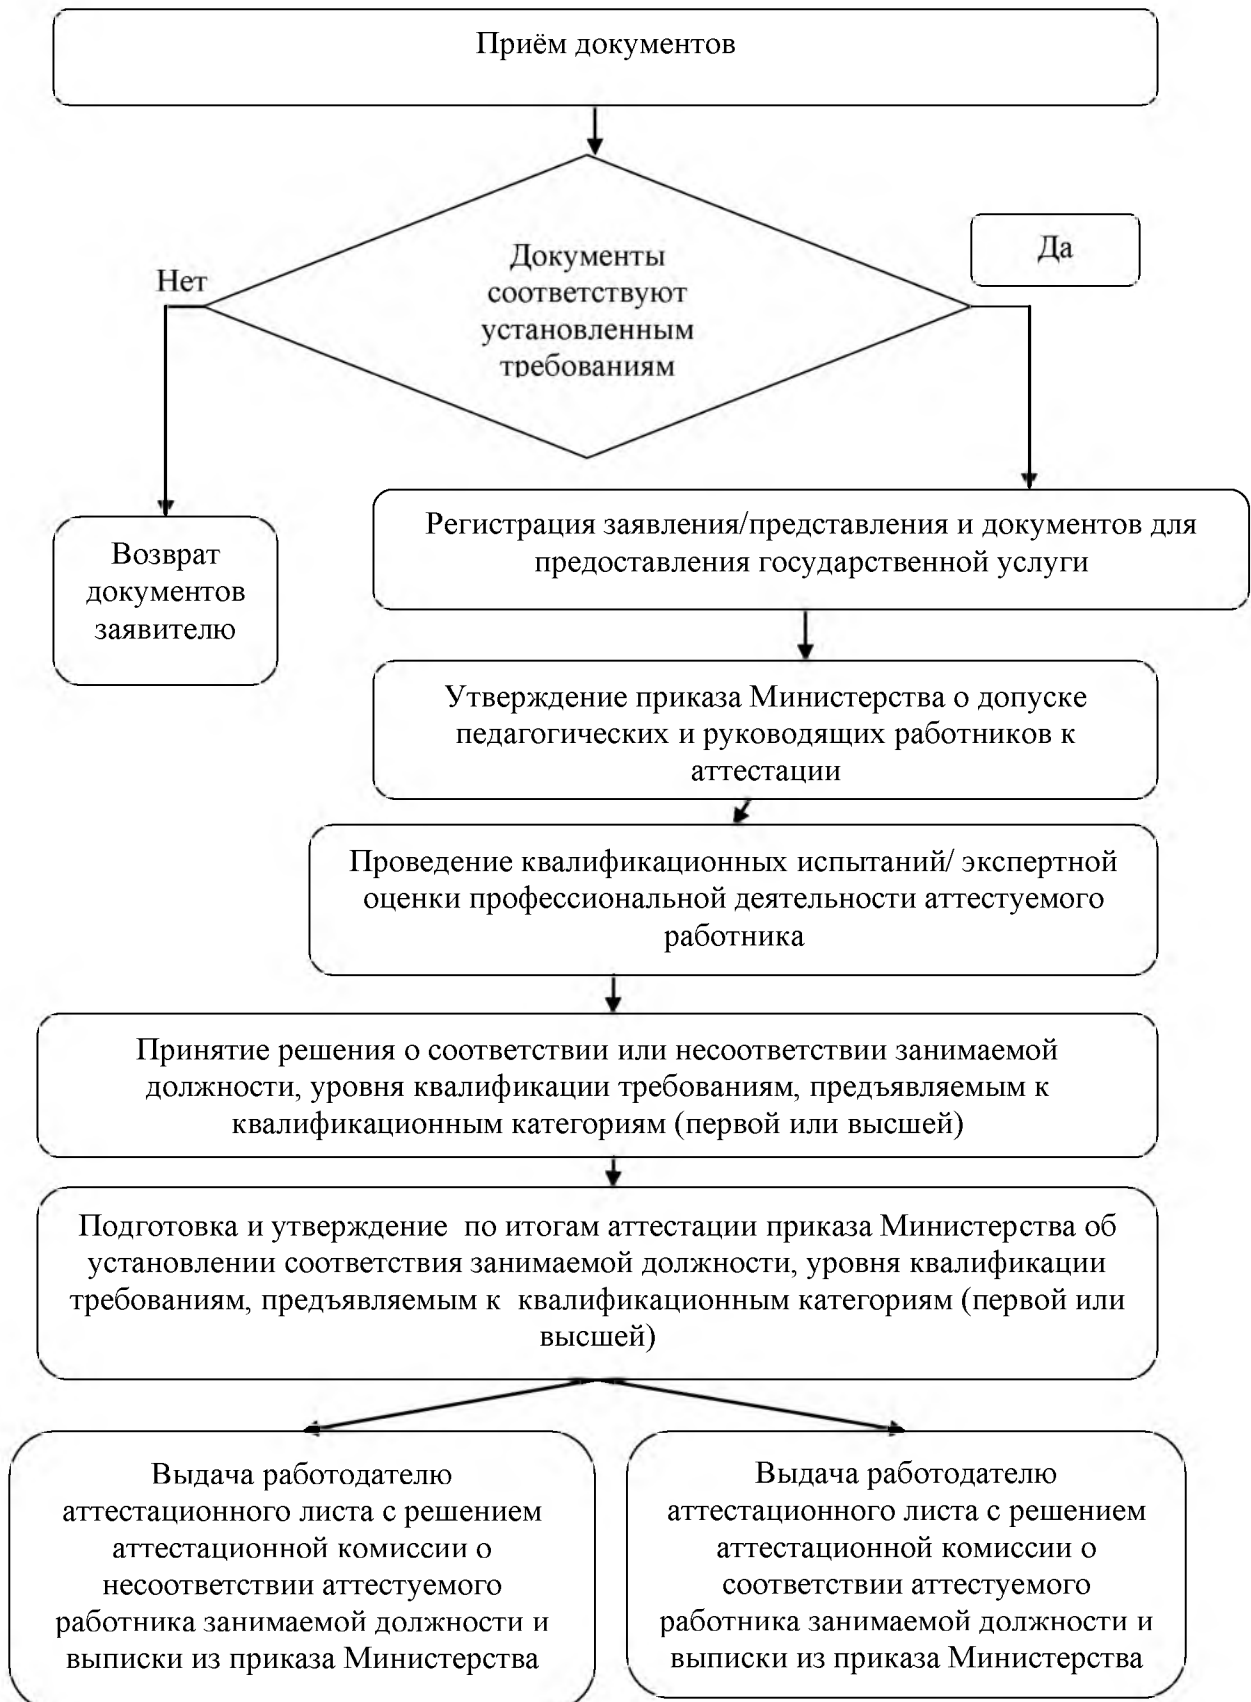 Приём документов
Документы
соответствуют
установленным
требованиям
Нет
Да
Возврат
документов
заявителю
Регистрация заявления/представления и документов для
предоставления государственной услуги
Утверждение приказа Министерства о допуске
педагогических и руководящих работников к
аттестации
Проведение квалификационных испытаний/ экспертной
оценки профессиональной деятельности аттестуемого
работника
Принятие решения о соответствии или несоответствии занимаемой
должности, уровня квалификации требованиям, предъявляемым к
квалификационным категориям (первой или высшей)
Подготовка и утверждение  по итогам аттестации приказа Министерства об
установлении соответствия занимаемой должности, уровня квалификации
требованиям, предъявляемым к  квалификационным категориям (первой или
высшей)
Выдача работодателю
аттестационного листа с решением
аттестационной комиссии о
несоответствии аттестуемого
работника занимаемой должности и
выписки из приказа Министерства
Выдача работодателю
аттестационного листа с решением
аттестационной комиссии о
соответствии аттестуемого
работника занимаемой должности и
выписки из приказа Министерства